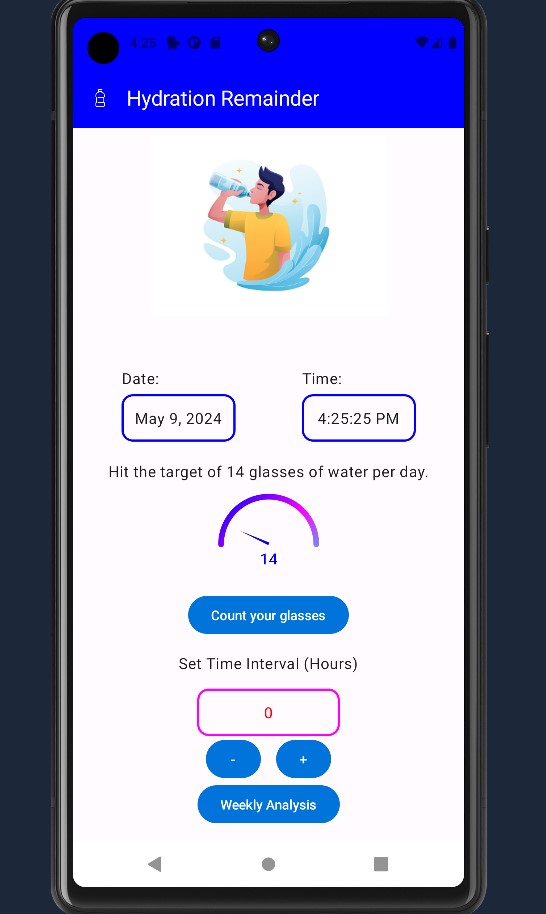 4:25
Hydration Remainder
Date:
Time:
May 9, 2024
4:25:25 PM
Hit the target of 14 glasses of water per day.
14
Count your glasses
Set Time Interval (Hours)
0
-
+
Weekly Analysis